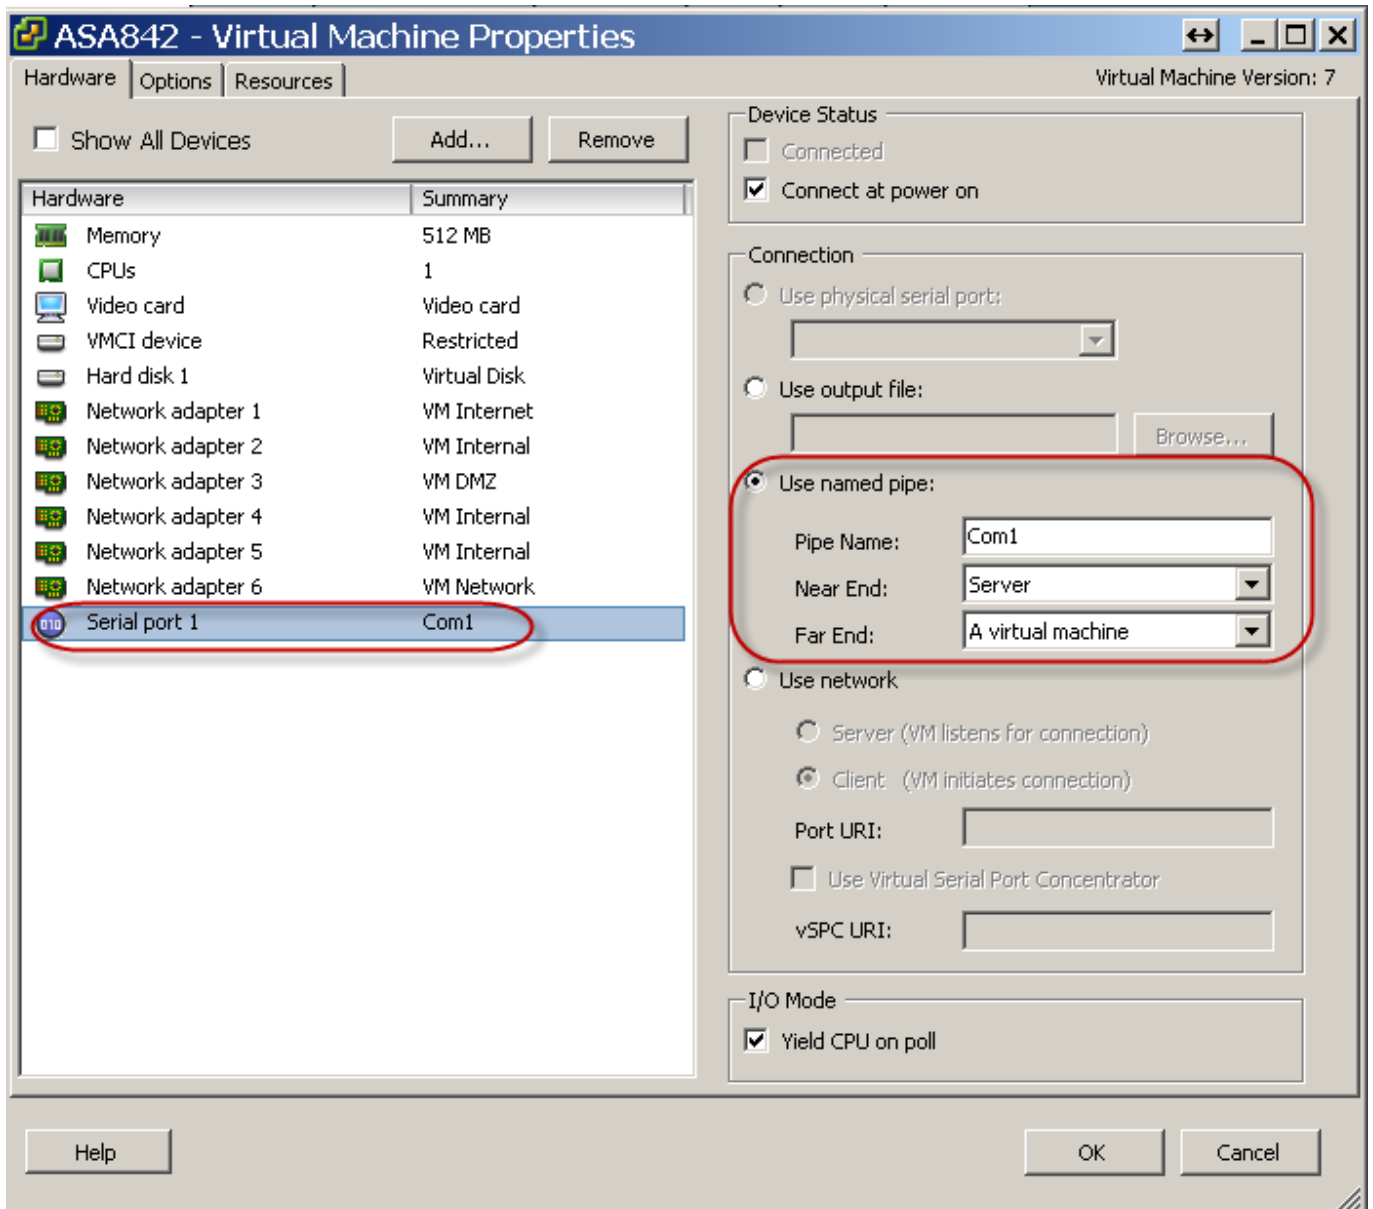 ASA842 - Virtual Machine Properties
Hardware Options Resources
Virtual Machine Version: 7
Show All Devices
Add...
Remove
Hardware Summary
Memory 512 MB
CPUs 1
Video card Video card
VMCI device Restricted
Hard disk 1 Virtual Disk
Network adapter 1 VM Internet
Network adapter 2 VM Internal
Network adapter 3 VM DMZ
Network adapter 4 VM Internal
Network adapter 5 VM Internal
Network adapter 6 VM Network
010 Serial port 1 Com1
Device Status
Connected
Connect at power on
Connection
Use physical serial port:
Use output file:
Browse...
Use named pipe:
Pipe Name: Com1
Near End: Server
Far End: A virtual machine
Use network
Server (VM listens for connection)
Client (VM initiates connection)
Port URI:
Use Virtual Serial Port Concentrator
vSPC URI:
I/O Mode
Yield CPU on poll
Help
OK
Cancel